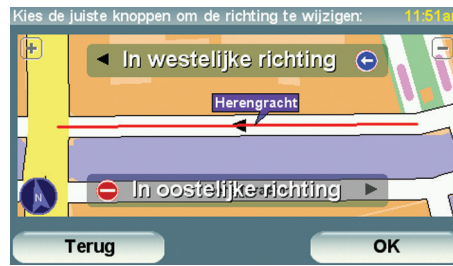 Kies de juiste knoppen om de richting te wijzigen: 11:51am
In westelijke richting
Herengracht
In oostelijke richting
N
Terug OK